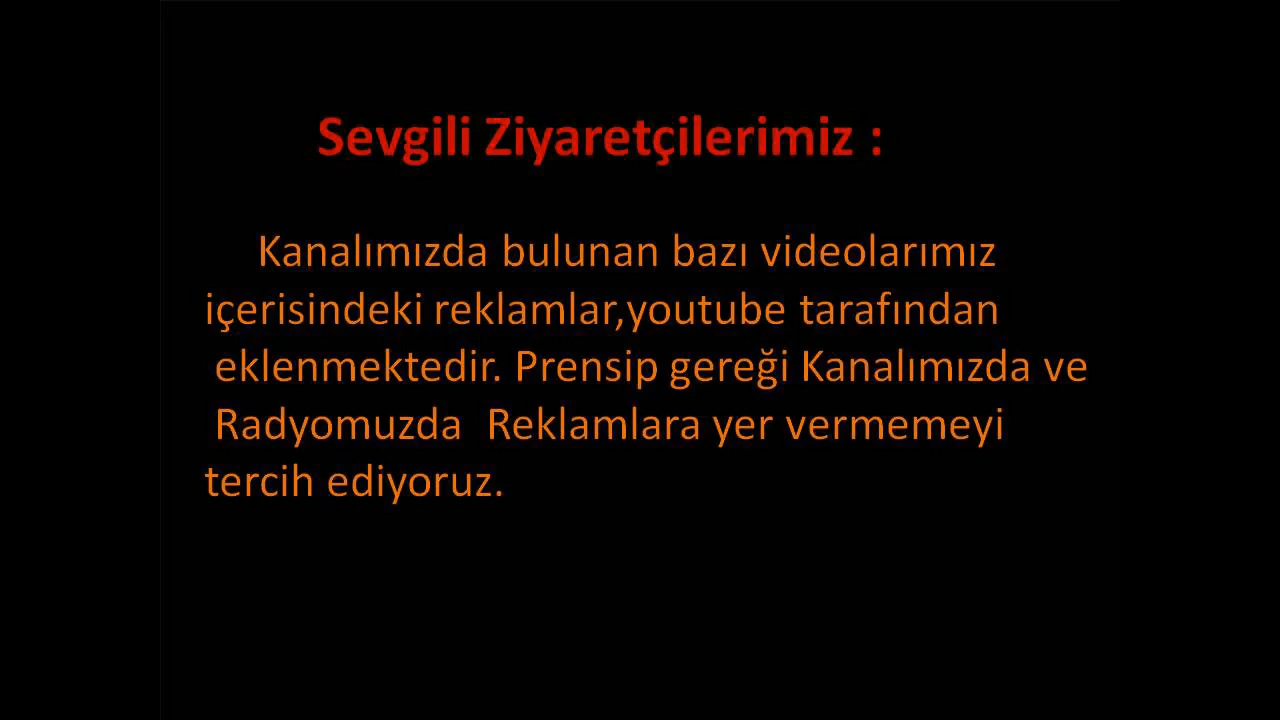 Sevgili Ziyaretçilerimiz :
Kanalımızda bulunan bazı videolarımız
içerisindeki reklamlar,youtube tarafından
eklenmektedir. Prensip gereği Kanalımızda ve
Radyomuzda Reklamlara yer vermemeyi
tercih ediyoruz.